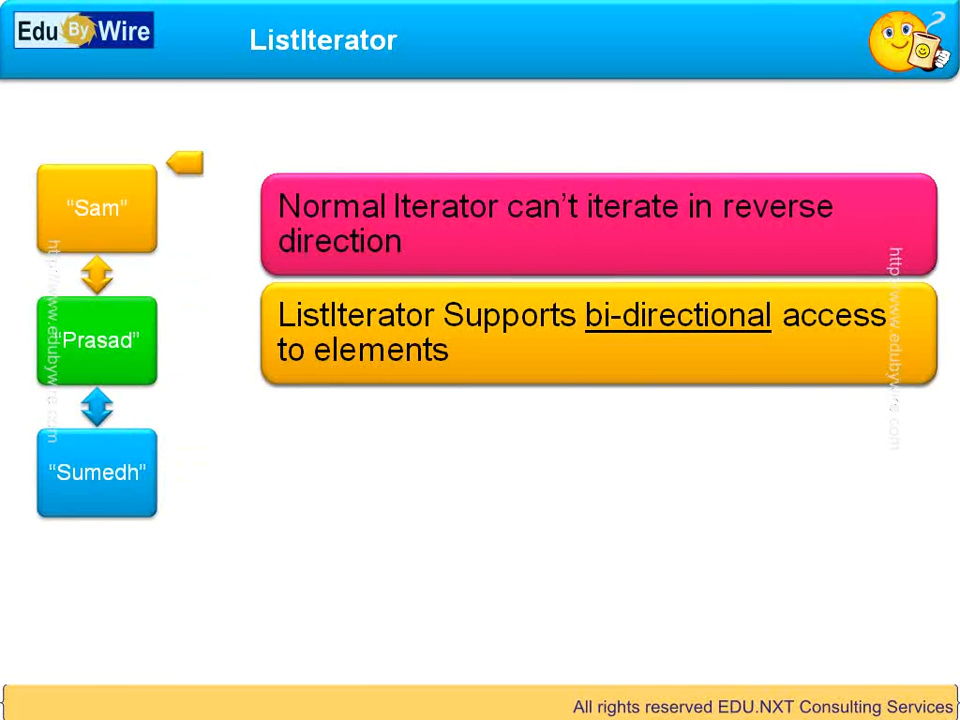 Edu By Wire
ListIterator
“Sam”
“Prasad”
“Sumedh”
Normal Iterator can’t iterate in reverse
direction
ListIterator Supports bi-directional access
to elements
http://www.edubywire.com
http://www.edubywire.com
All rights reserved EDU.NXT Consulting Services